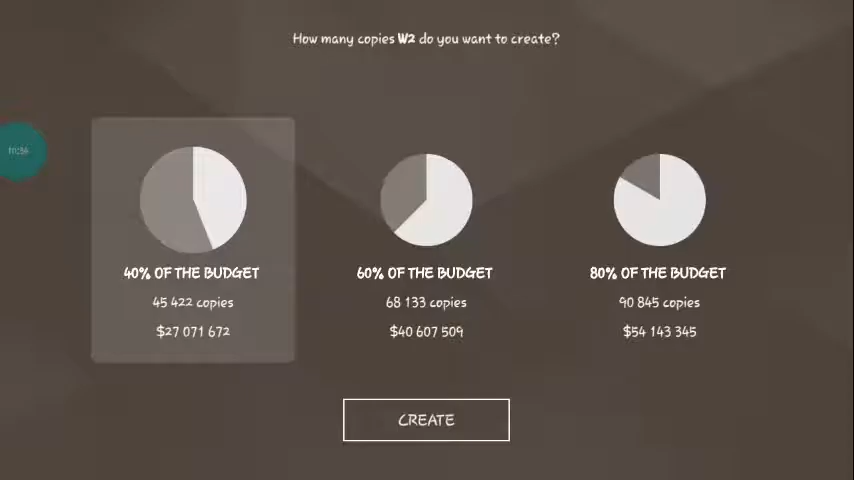 How many copies W2 do you want to create?
40% OF THE BUDGET
45 422 copies
$27 071 672
60% OF THE BUDGET
68 133 copies
$40 607 509
80% OF THE BUDGET
90 845 copies
$54 143 345
CREATE